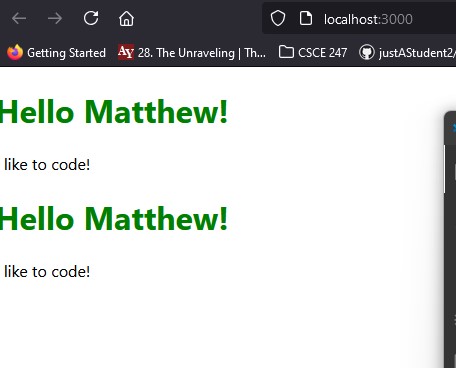 localhost:3000
Getting Started 28. The Unraveling | Th... CSCE 247 justAStudent2/
Hello Matthew!
like to code!
Hello Matthew!
like to code!